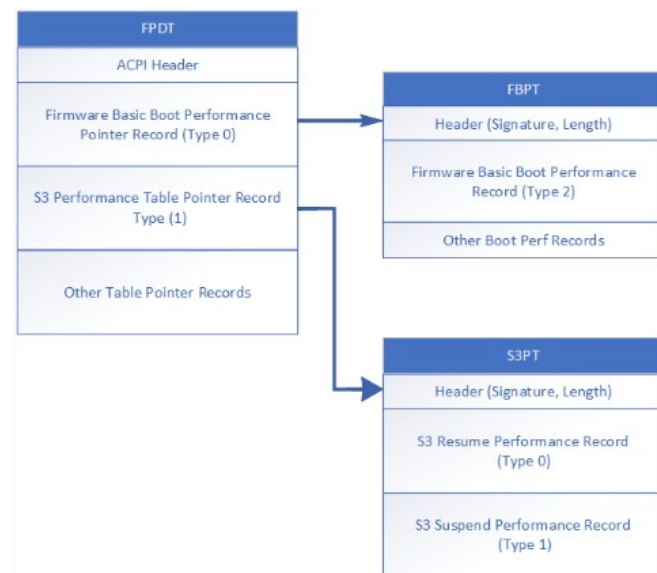 FPDT
ACPI Header
Firmware Basic Boot Performance
Pointer Record (Type 0)
S3 Performance Table Pointer Record
Type (1)
Other Table Pointer Records
FBPT
Header (Signature, Length)
Firmware Basic Boot Performance
Record (Type 2)
Other Boot Perf Records
S3PT
Header (Signature, Length)
S3 Resume Performance Record
(Type 0)
S3 Suspend Performance Record
(Type 1)